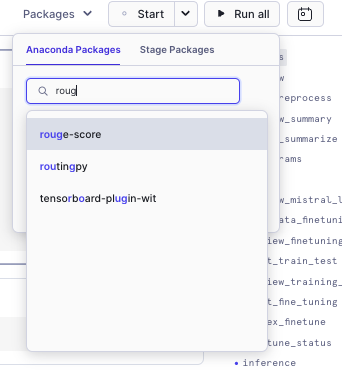 Packages
Start
Run all
Anaconda Packages
Stage Packages
roug
rouge-score
routingpy
tensorboard-plugin-wit
s
w
reprocess
w_summary
_summarize
rams
w_mistral_l
ata_finetuni
iew_finetuning
t_train_test
iew_training_
t_fine_tuning
ex_finetune
tune_status
inference